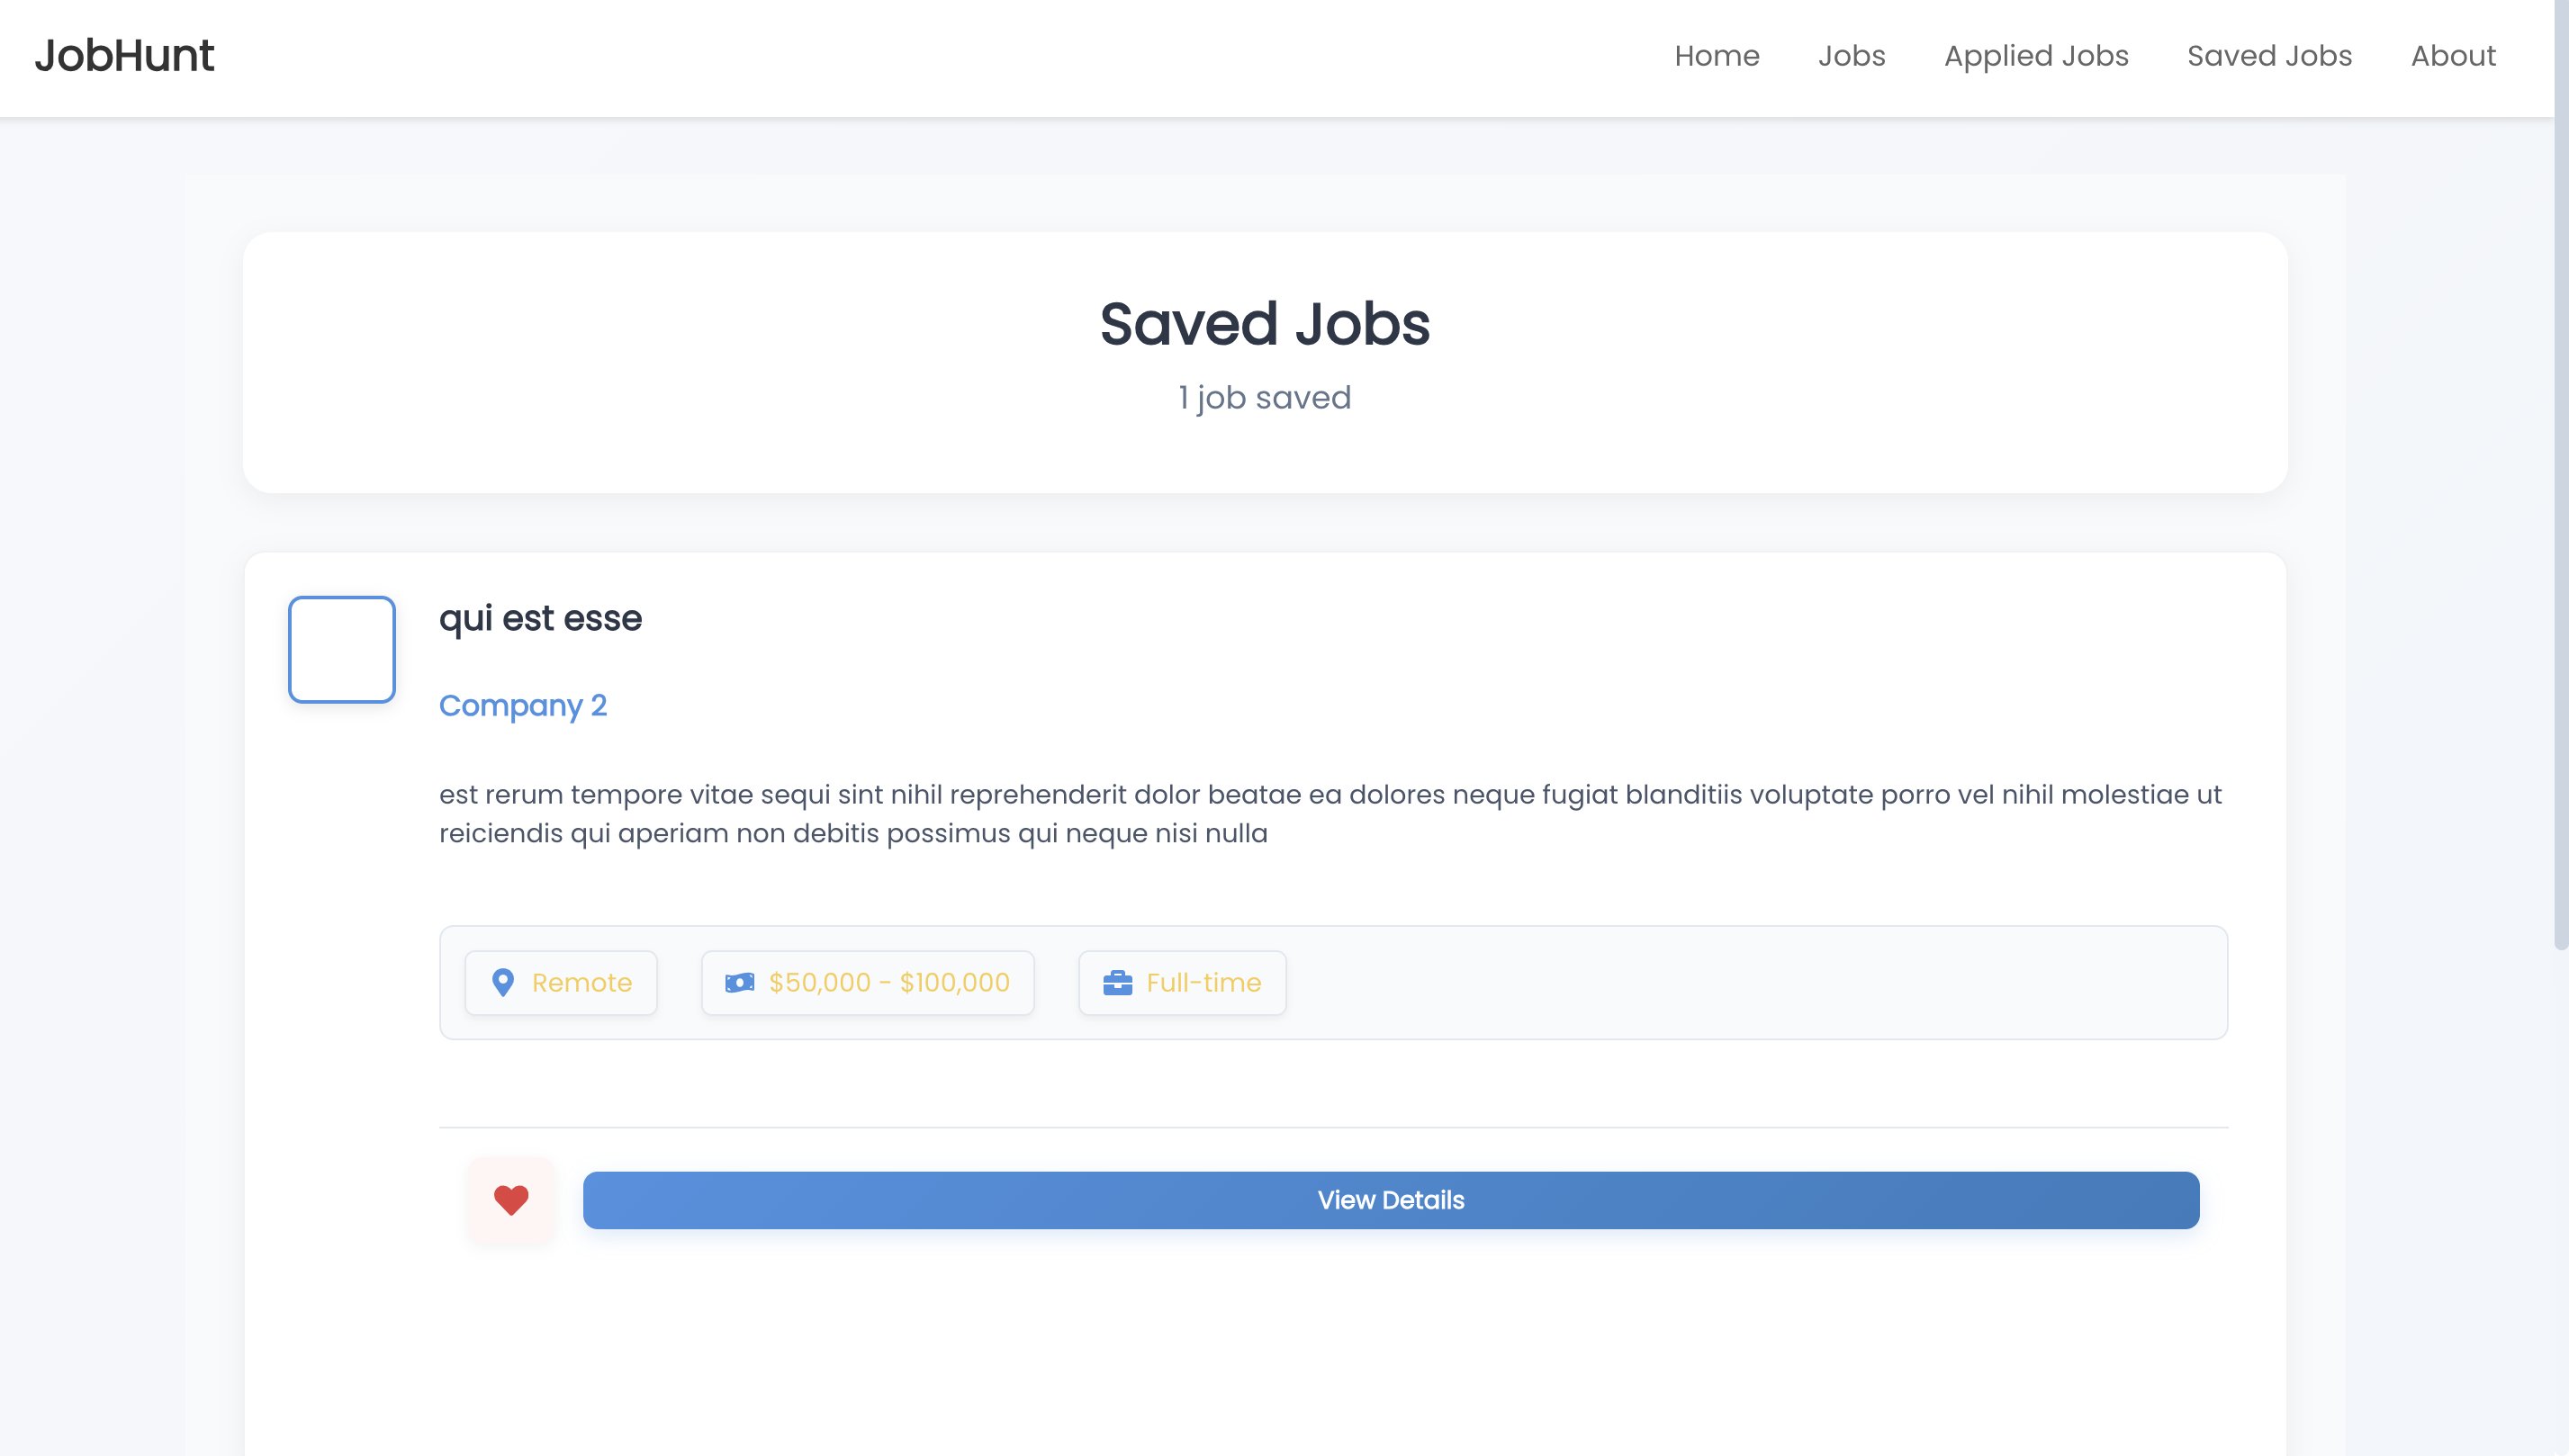 JobHunt
Home Jobs Applied Jobs Saved Jobs About
Saved Jobs
1 job saved
qui est esse
Company 2
est rerum tempore vitae sequi sint nihil reprehenderit dolor beatae ea dolores neque fugiat blanditiis voluptate porro vel nihil molestiae ut
reiciendis qui aperiam non debitis possimus qui neque nisi nulla
Remote $50,000 - $100,000 Full-time
View Details